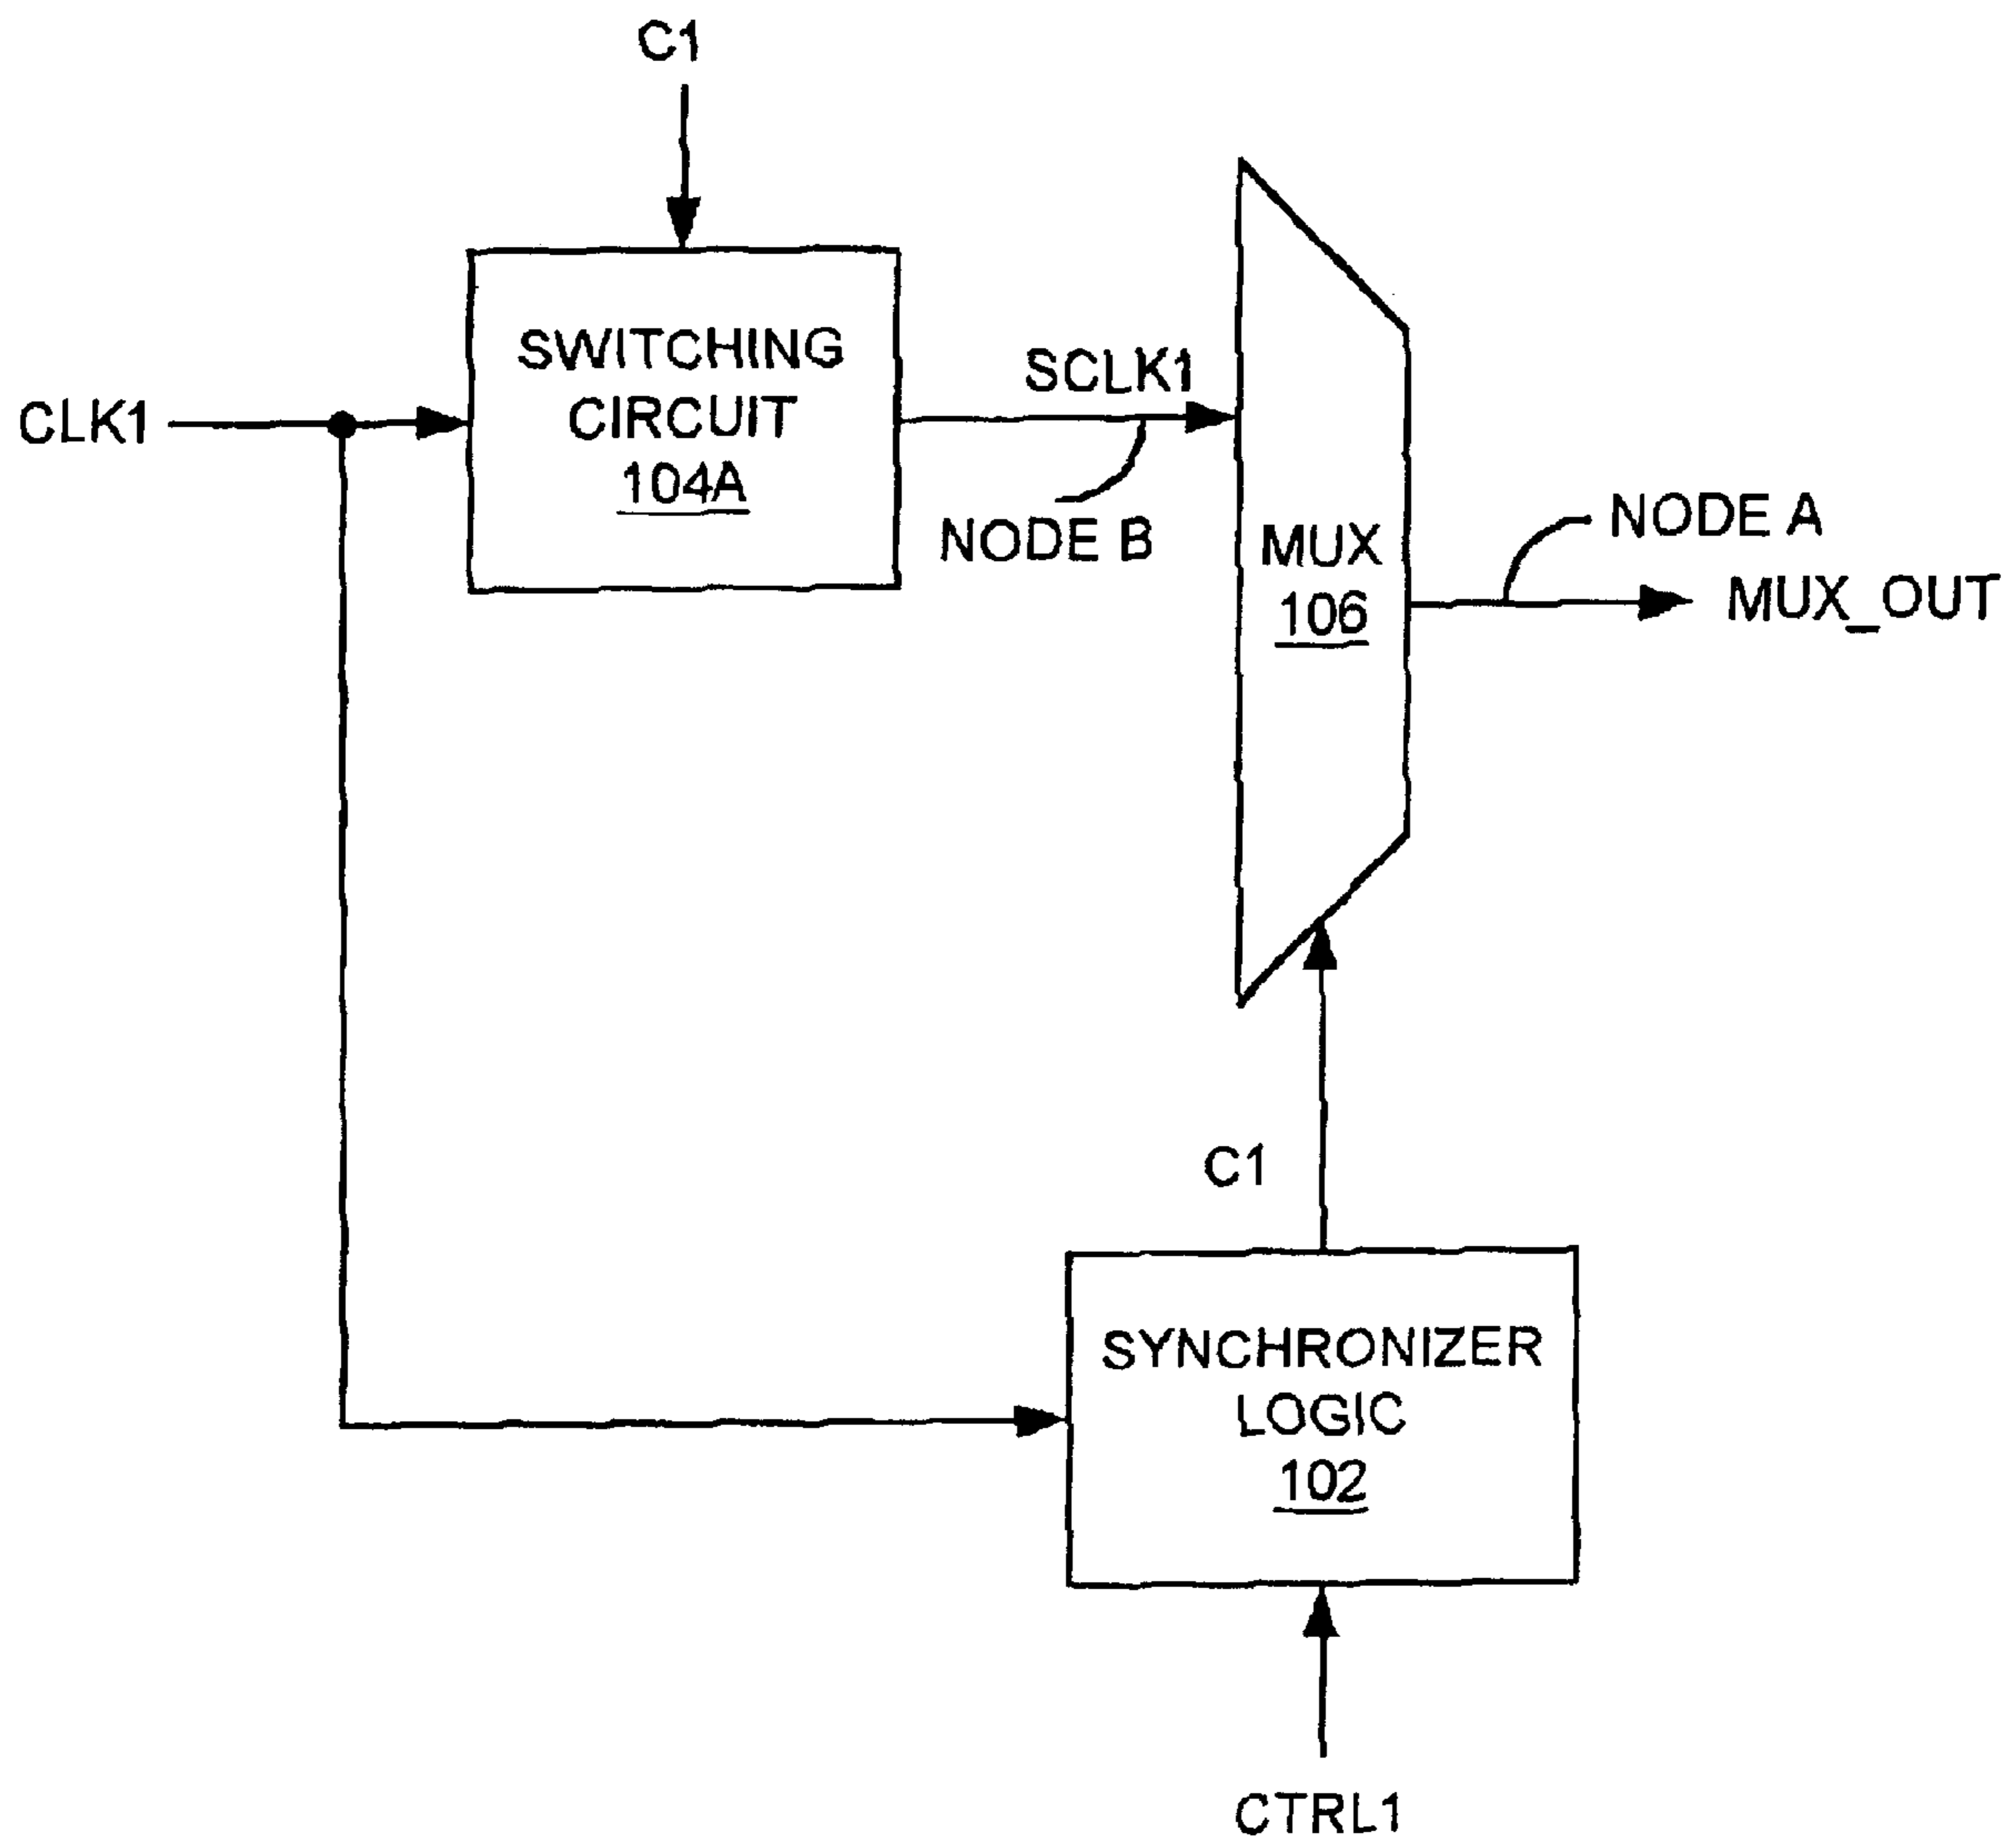 C1
SWITCHING
CIRCUIT
104A
CLK1
SCLK1
NODE B
MUX
106
NODE A
MUX_OUT
C1
SYNCHRONIZER
LOGIC
102
CTRL1